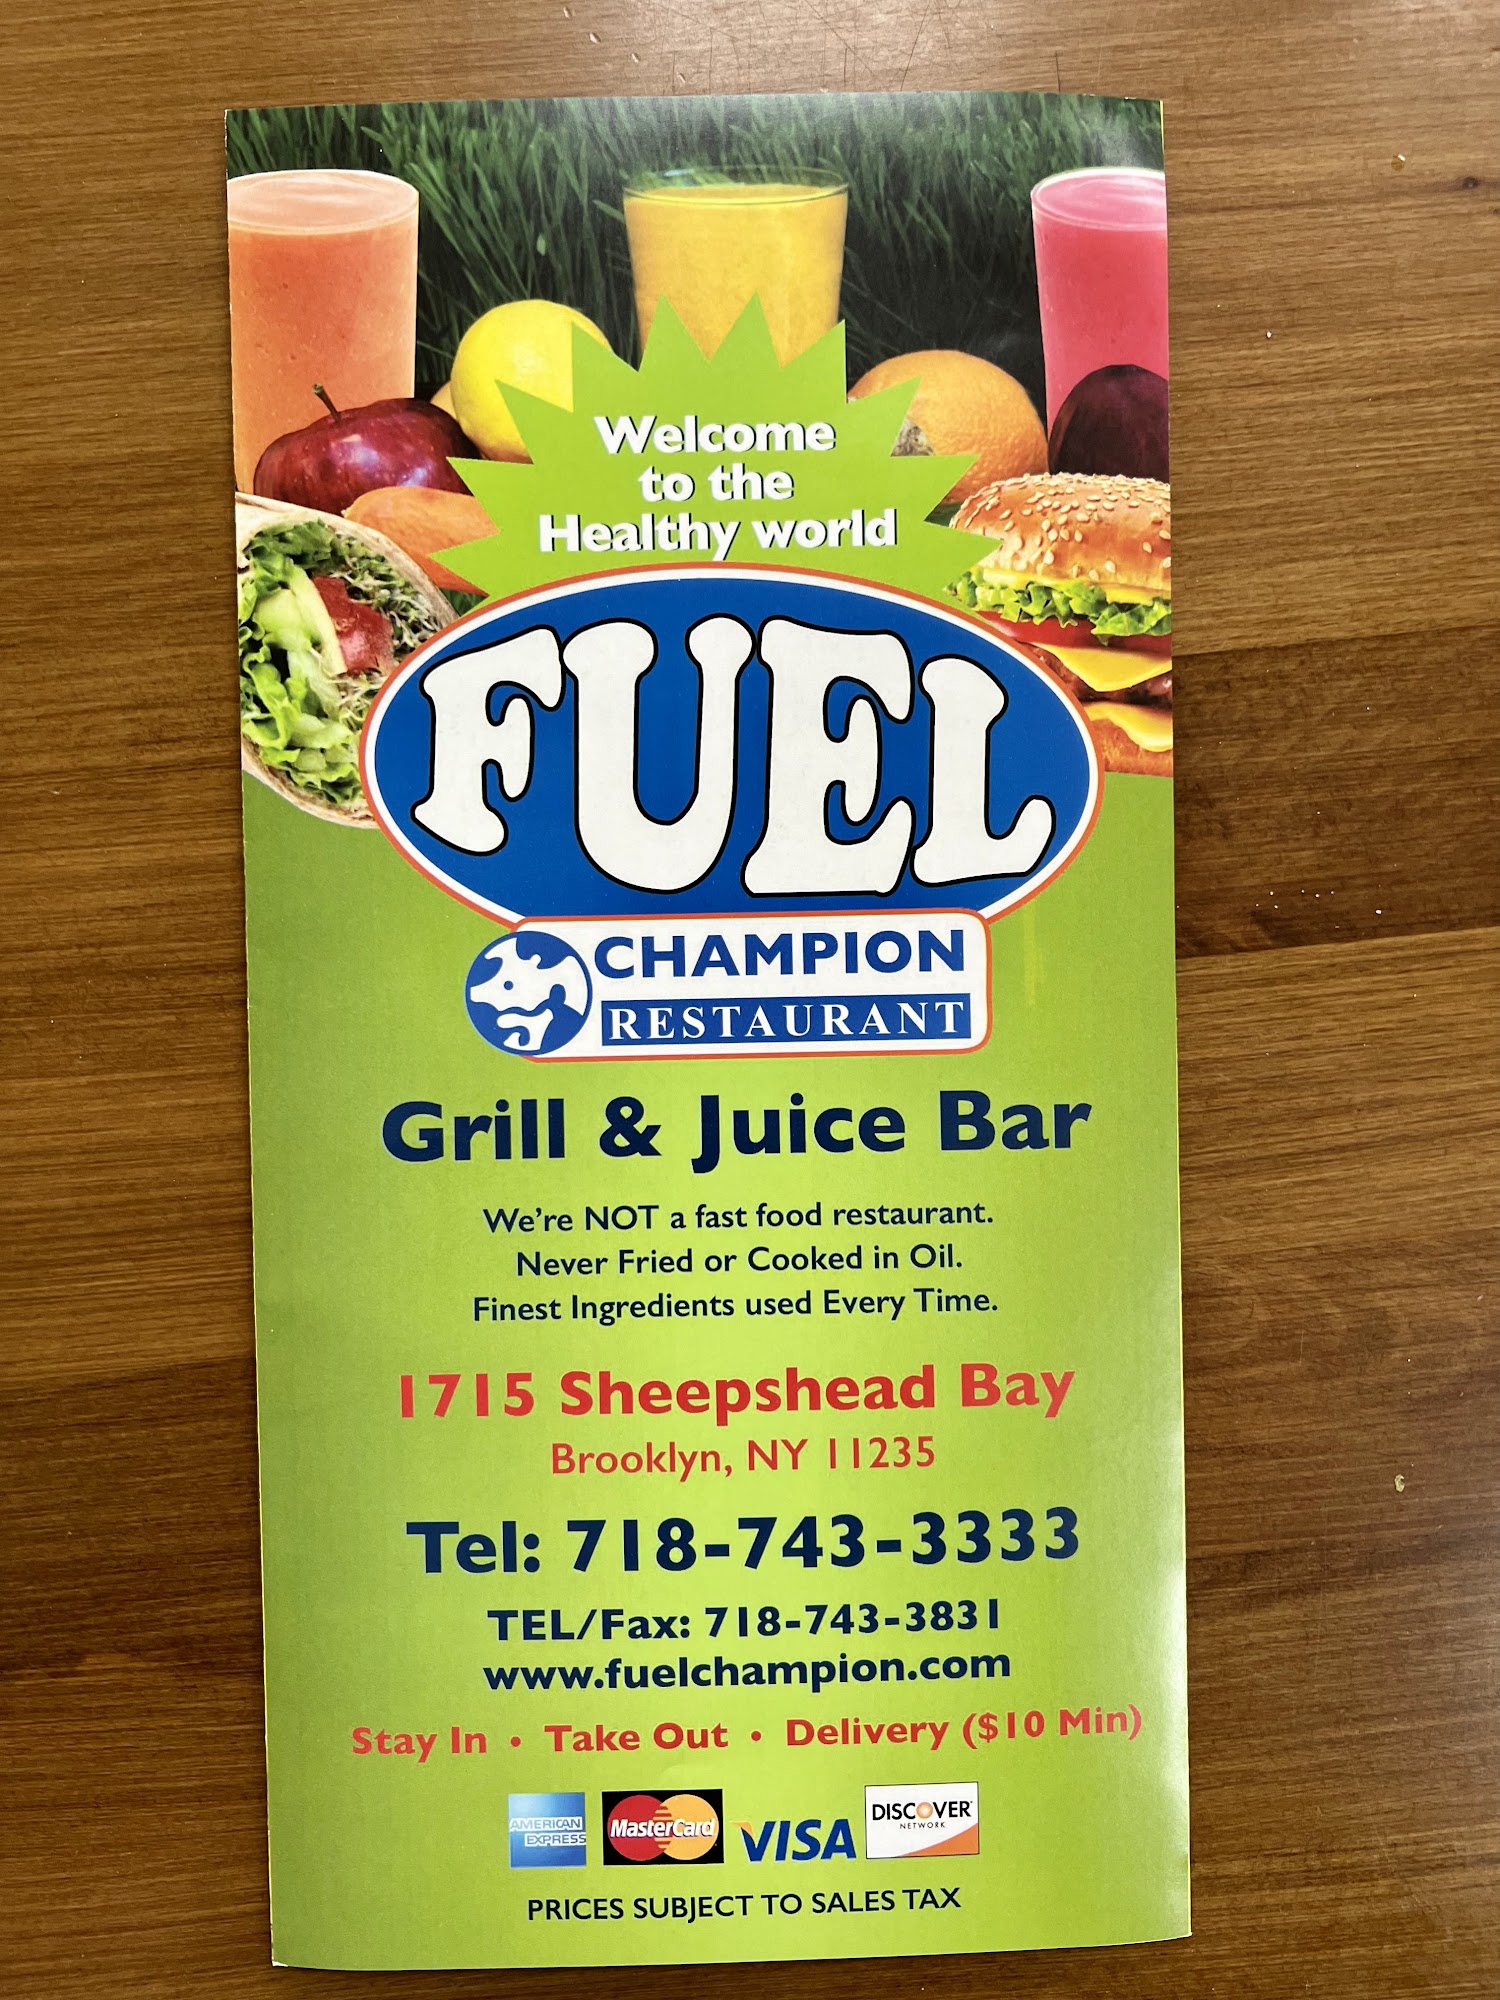 Welcome
to the
Healthy world
FUEL
CHAMPION
RESTAURANT
Grill & Juice Bar
We're NOT a fast food restaurant.
Never Fried or Cooked in Oil.
Finest Ingredients used Every Time.
1715 Sheepshead Bay
Brooklyn, NY 11235
Tel: 718-743-3333
TEL/Fax: 718-743-3831
www.fuelchampion.com
Stay In • Take Out • Delivery ($10 Min)
AMERICAN
EXPRESS
MasterCard
VISA
DISCOVER
NETWORK
PRICES SUBJECT TO SALES TAX